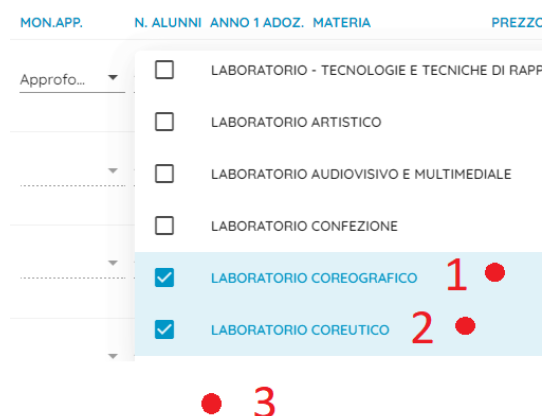 MON.APP. N. ALUNNI ANNO 1 ADOZ. MATERIA PREZZO
Approfo... LABORATORIO - TECNOLOGIE E TECNICHE DI RAPP
LABORATORIO ARTISTICO
LABORATORIO AUDIOVISIVO E MULTIMEDIALE
LABORATORIO CONFEZIONE
LABORATORIO COREOGRAFICO 1
LABORATORIO COREUTICO 2
3